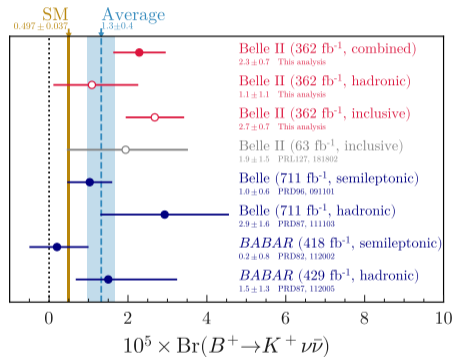 SM Average
0.497±0.037 1.3±0.4
Belle II (362 fb⁻¹, combined)
2.3±0.7 This analysis
Belle II (362 fb⁻¹, hadronic)
1.1±1.1 This analysis
Belle II (362 fb⁻¹, inclusive)
2.7±0.7 This analysis
Belle II (63 fb⁻¹, inclusive)
1.9±1.5 PRL127, 181802
Belle (711 fb⁻¹, semileptonic)
1.0±0.6 PRD96, 091101
Belle (711 fb⁻¹, hadronic)
2.9±1.6 PRD87, 111103
BABAR (418 fb⁻¹, semileptonic)
0.2±0.8 PRD82, 112002
BABAR (429 fb⁻¹, hadronic)
1.5±1.3 PRD87, 112005
0 2 4 6 8 10
10⁵ × Br(B⁺→K⁺νν̄)